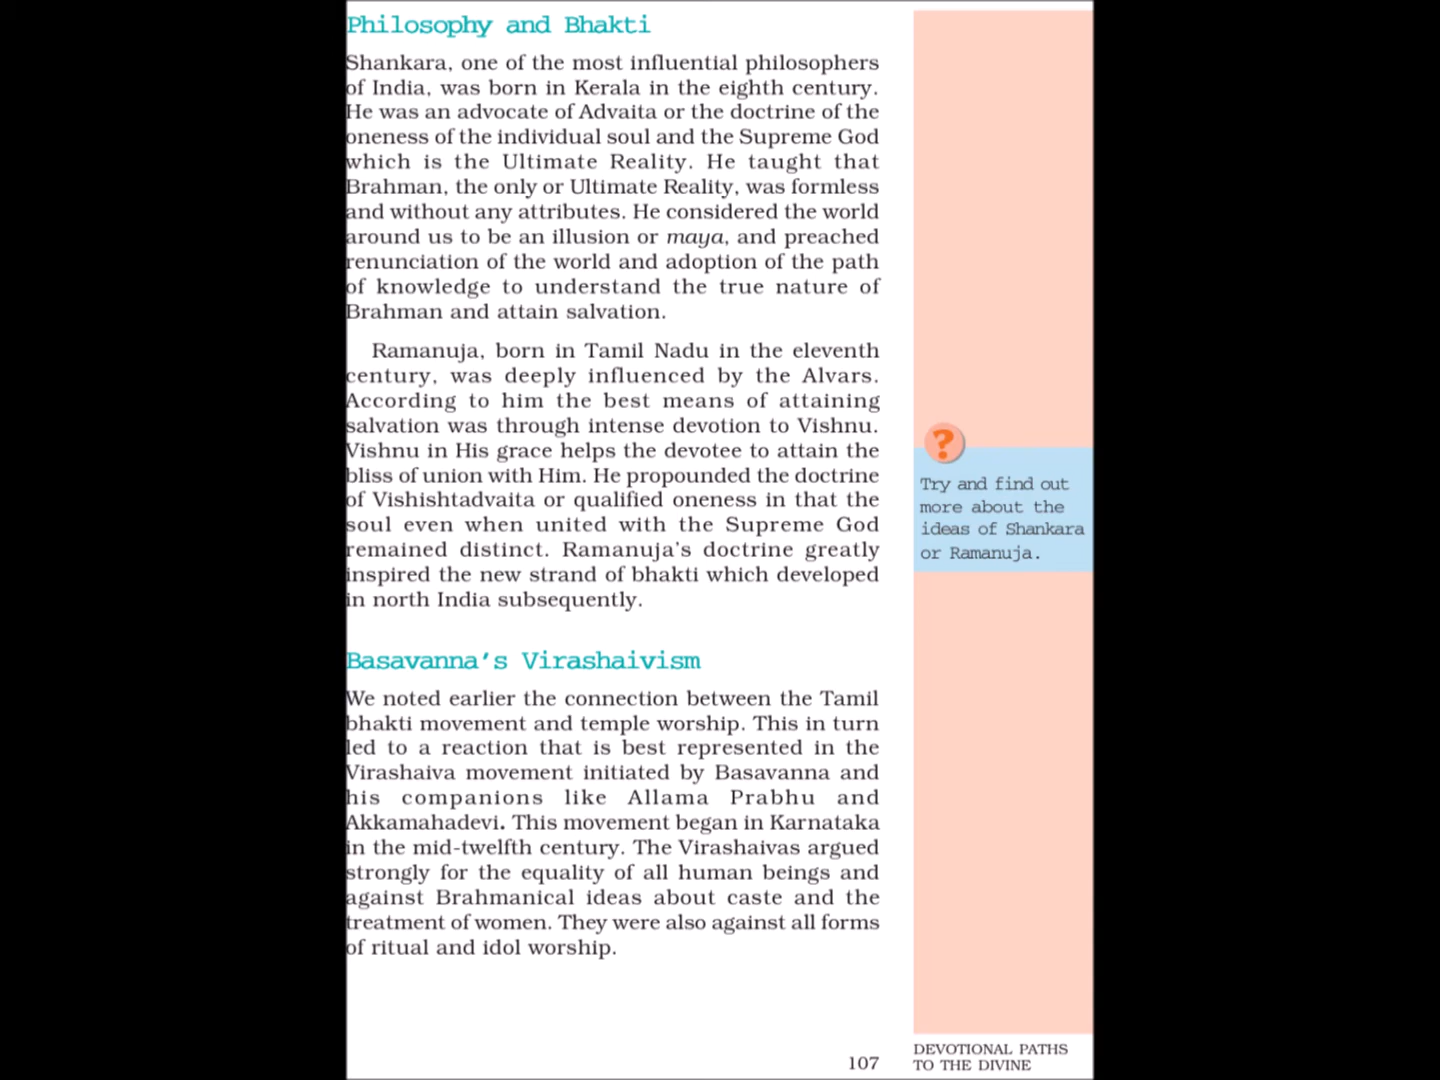 Philosophy and Bhakti
Shankara, one of the most influential philosophers
of India, was born in Kerala in the eighth century.
He was an advocate of Advaita or the doctrine of the
oneness of the individual soul and the Supreme God
which is the Ultimate Reality. He taught that
Brahman, the only or Ultimate Reality, was formless
and without any attributes. He considered the world
around us to be an illusion or maya, and preached
renunciation of the world and adoption of the path
of knowledge to understand the true nature of
Brahman and attain salvation.
Ramanuja, born in Tamil Nadu in the eleventh
century, was deeply influenced by the Alvars.
According to him the best means of attaining
salvation was through intense devotion to Vishnu.
Vishnu in His grace helps the devotee to attain the
bliss of union with Him. He propounded the doctrine
of Vishishtadvaita or qualified oneness in that the
soul even when united with the Supreme God
remained distinct. Ramanuja's doctrine greatly
inspired the new strand of bhakti which developed
in north India subsequently.
Basavanna's Virashaivism
We noted earlier the connection between the Tamil
bhakti movement and temple worship. This in turn
led to a reaction that is best represented in the
Virashaiva movement initiated by Basavanna and
his companions like Allama Prabhu and
Akkamahadevi. This movement began in Karnataka
in the mid-twelfth century. The Virashaivas argued
strongly for the equality of all human beings and
against Brahmanical ideas about caste and the
treatment of women. They were also against all forms
of ritual and idol worship.
?
Try and find out
more about the
ideas of Shankara
or Ramanuja.
107
DEVOTIONAL PATHS
TO THE DIVINE